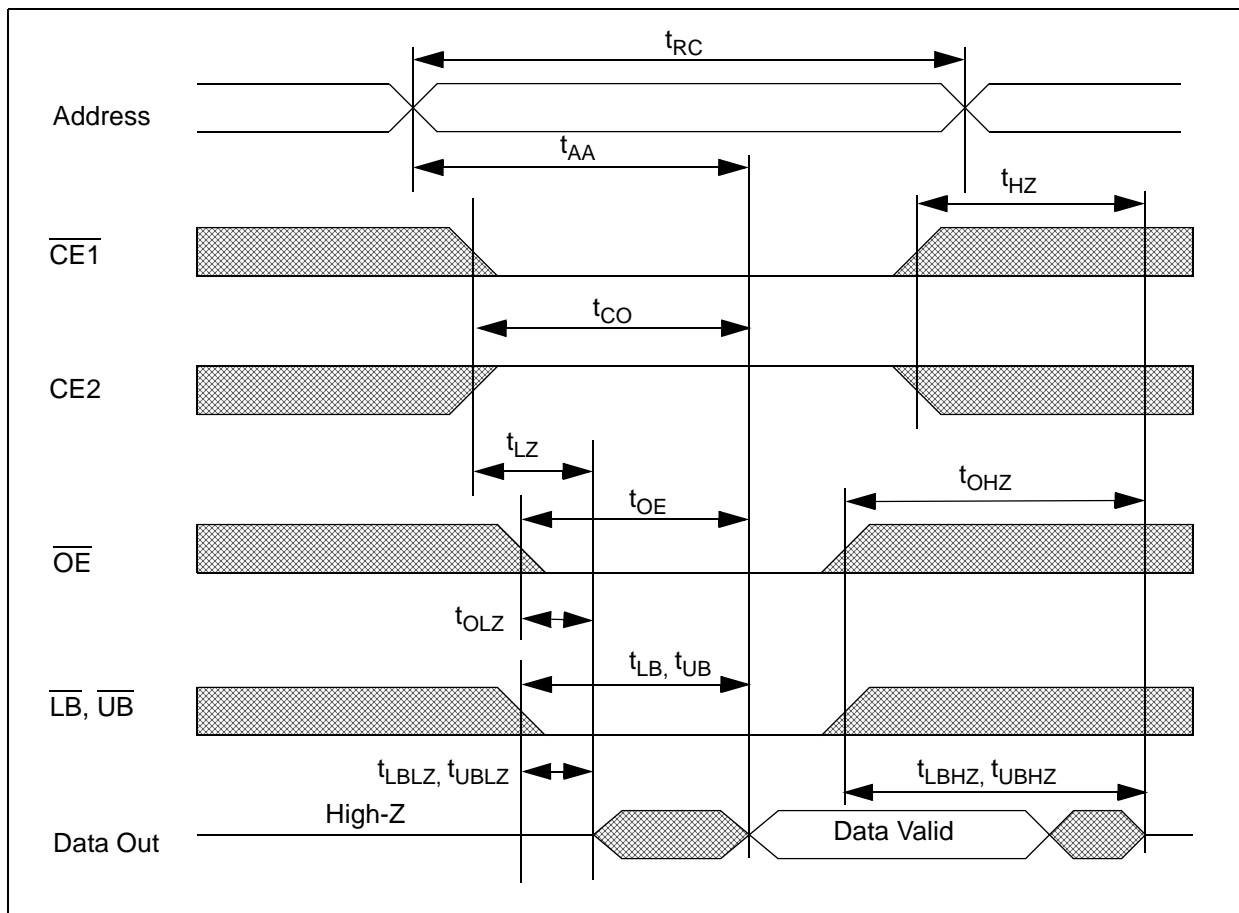 tRC
Address
tAA
tHZ
CE1
tCO
CE2
tLZ
tOHZ
tOE
OE
tOLZ
tLB, tUB
LB, UB
tLBLZ, tUBLZ
tLBHZ, tUBHZ
High-Z
Data Valid
Data Out